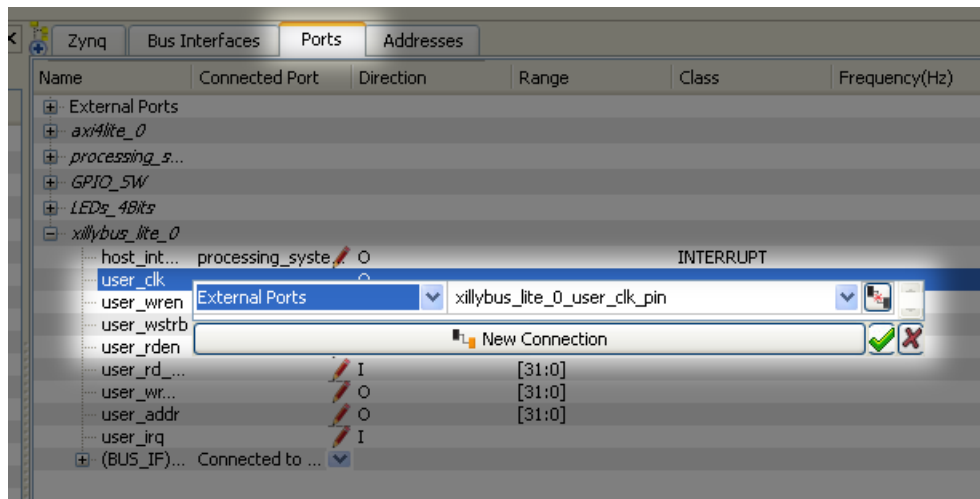 Zynq Bus Interfaces Ports Addresses
Name Connected Port Direction Range Class Frequency(Hz)
External Ports
axi4lite_0
processing_s...
GPIO_SW
LEDs_4Bits
xillybus_lite_0
host_int... processing_syste... O INTERRUPT
user_clk O
user_wren External Ports xillybus_lite_0_user_clk_pin
user_wstrb
user_rden New Connection
user_rd_... I [31:0]
user_wr... O [31:0]
user_addr O [31:0]
user_irq I
(BUS_IF)... Connected to ...